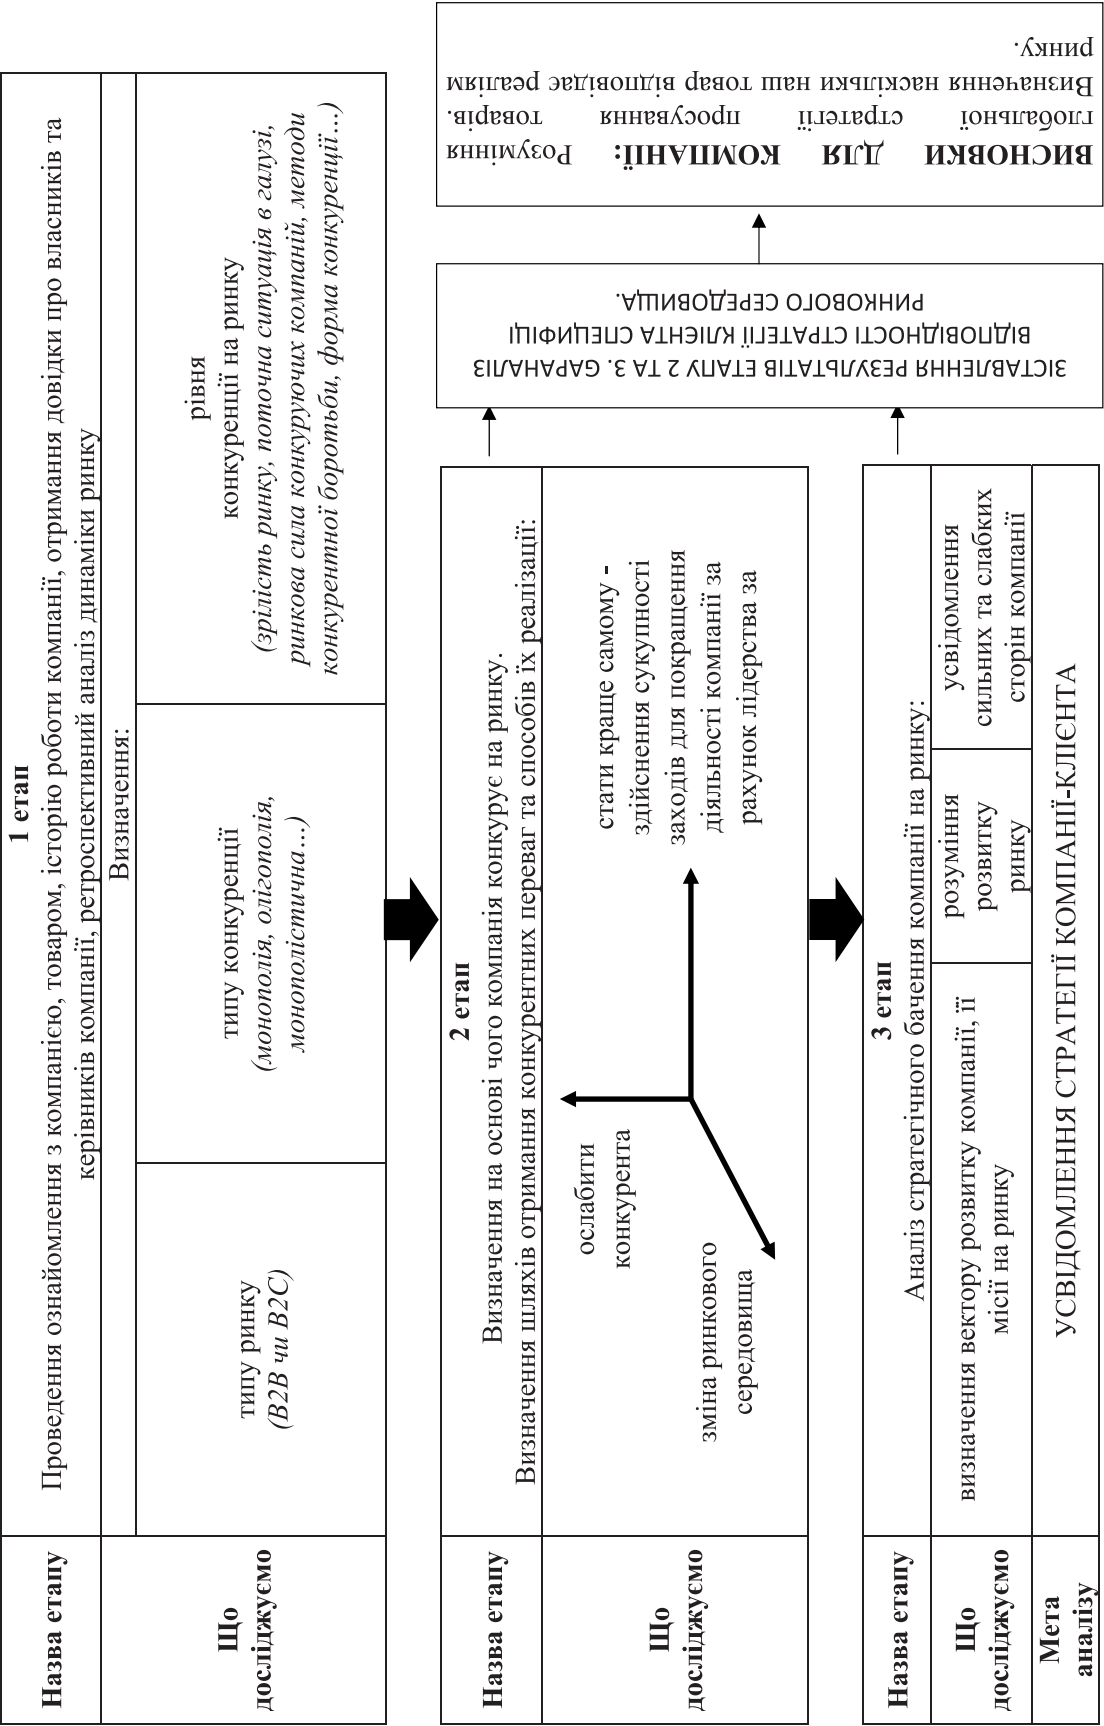 Назва етапу
1 етап
Проведення ознайомлення з компанією, товаром, історію роботи компанії, отримання довідки про власників та
керівників компанії, ретроспективний аналіз динаміки ринку
Що
досліджуємо
Визначення:
типу ринку
(B2B чи B2C)
типу конкуренції
(монополія, олігополія,
монополістична…)
рівня
конкуренції на ринку
(зрілість ринку, поточна ситуація в галузі,
ринкова сила конкуруючих компаній, методи
конкурентної боротьби, форма конкуренції…)
Назва етапу
2 етап
Визначення на основі чого компанія конкурує на ринку.
Визначення шляхів отримання конкурентних переваг та способів їх реалізації:
Що
досліджуємо
ослабити
конкурента
зміна ринкового
середовища
стати краще самому -
здійснення сукупності
заходів для покращення
діяльності компанії за
рахунок лідерства за
Назва етапу
3 етап
Аналіз стратегічного бачення компанії на ринку:
Що
досліджуємо
визначення вектору розвитку компанії, її
місії на ринку
розуміння
розвитку
ринку
усвідомлення
сильних та слабких
сторін компанії
Мета
аналізу
УСВІДОМЛЕННЯ СТРАТЕГІЇ КОМПАНІЇ-КЛІЄНТА
ЗІСТАВЛЕННЯ РЕЗУЛЬТАТІВ ЕТАПУ 2 ТА 3. GAPАНАЛІЗ
ВІДПОВІДНОСТІ СТРАТЕГІЇ КЛІЄНТА СПЕЦИФІЦІ
РИНКОВОГО СЕРЕДОВИЩА.
ВИСНОВКИ ДЛЯ КОМПАНІЇ: Розуміння
глобальної стратегії просування товарів.
Визначення наскільки наш товар відповідає реаліям
ринку.